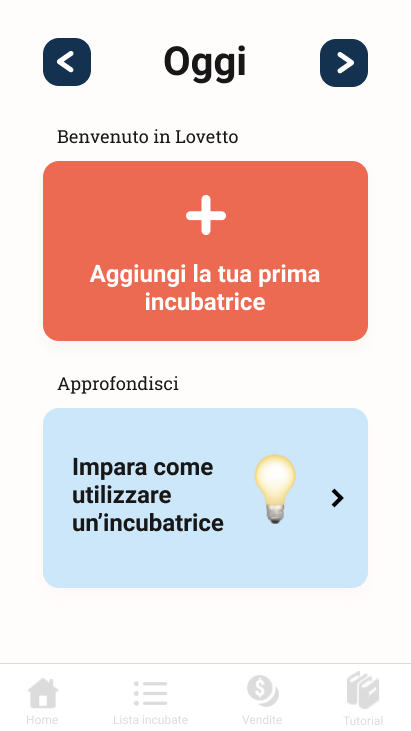 Oggi
Benvenuto in Lovetto
Aggiungi la tua prima
incubatrice
Approfondisci
Impara come
utilizzare
un’incubatrice
Home
Lista incubate
Vendite
Tutorial